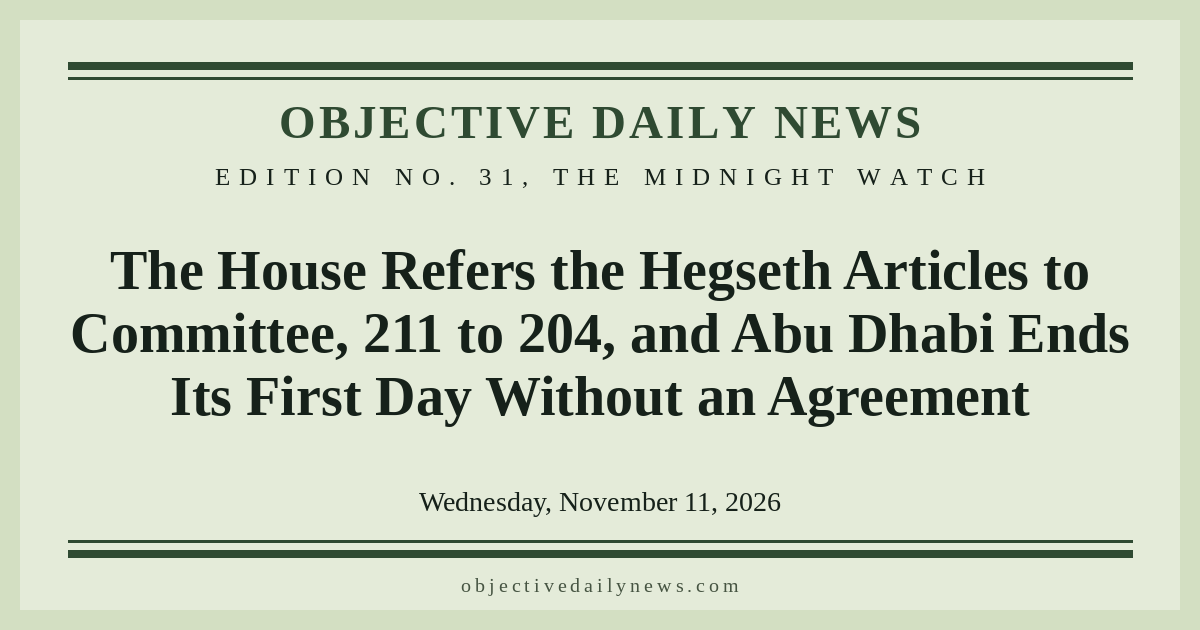 OBJECTIVE DAILY NEWS
EDITION NO. 31, THE MIDNIGHT WATCH
The House Refers the Hegseth Articles to
Committee, 211 to 204, and Abu Dhabi Ends
Its First Day Without an Agreement
Wednesday, November 11, 2026
objectivedailynews.com